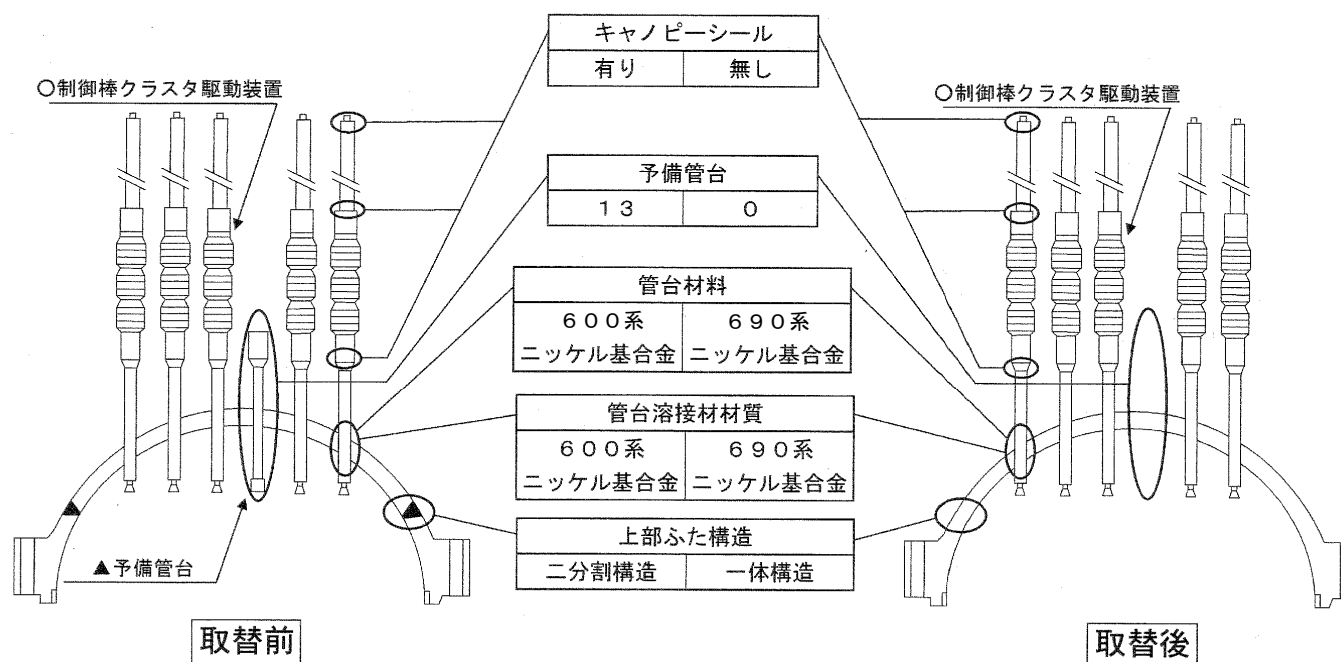 キャノピーシール
有り 無し
〇制御棒クラスタ駆動装置
〇制御棒クラスタ駆動装置
予備管台
13 0
管台材料
600系 690系
ニッケル基合金 ニッケル基合金
管台溶接材材質
600系 690系
ニッケル基合金 ニッケル基合金
上部ふた構造
二分割構造 一体構造
▲予備管台
取替前
取替後